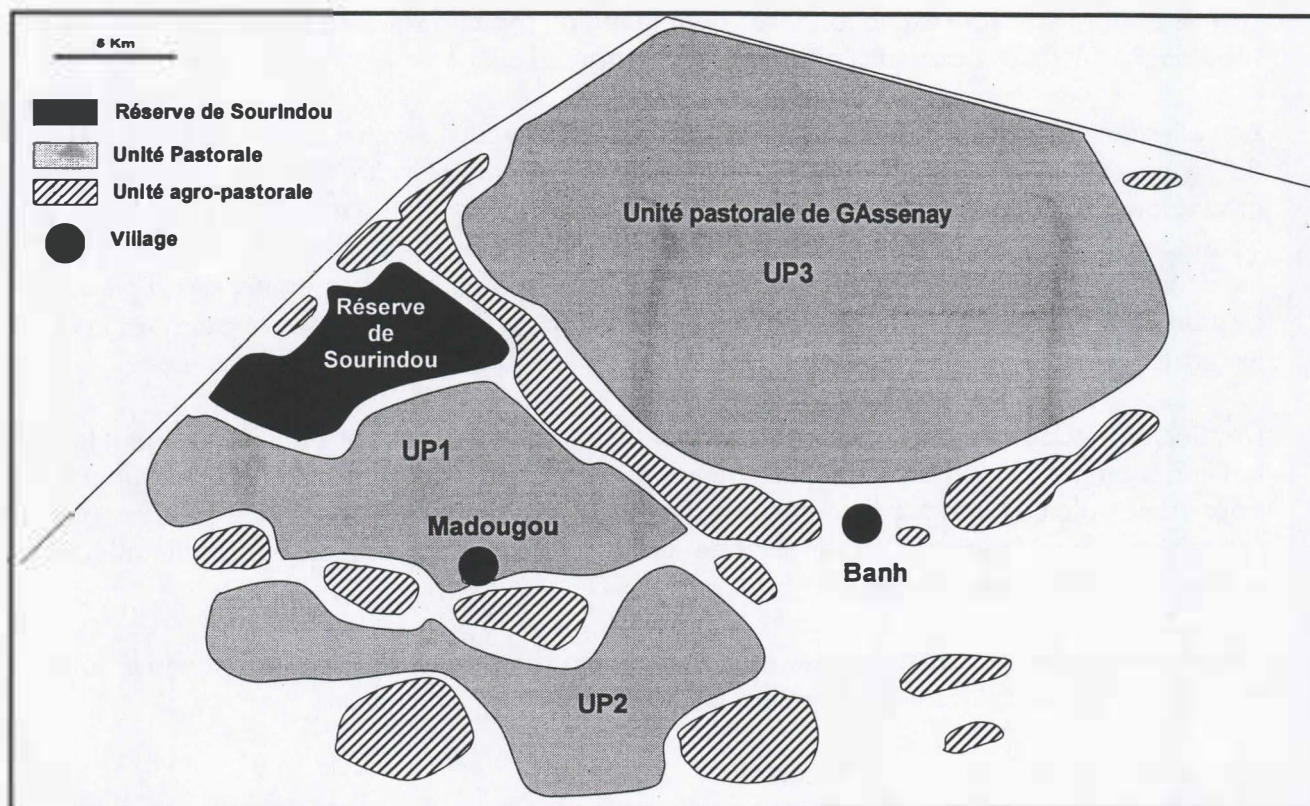 5 Km
Réserve de Sourindou
Unité Pastorale
Unité agro-pastorale
Village
Unité pastorale de GAssenay
UP3
Réserve
de
Sourindou
UP1
Madougou
Banh
UP2